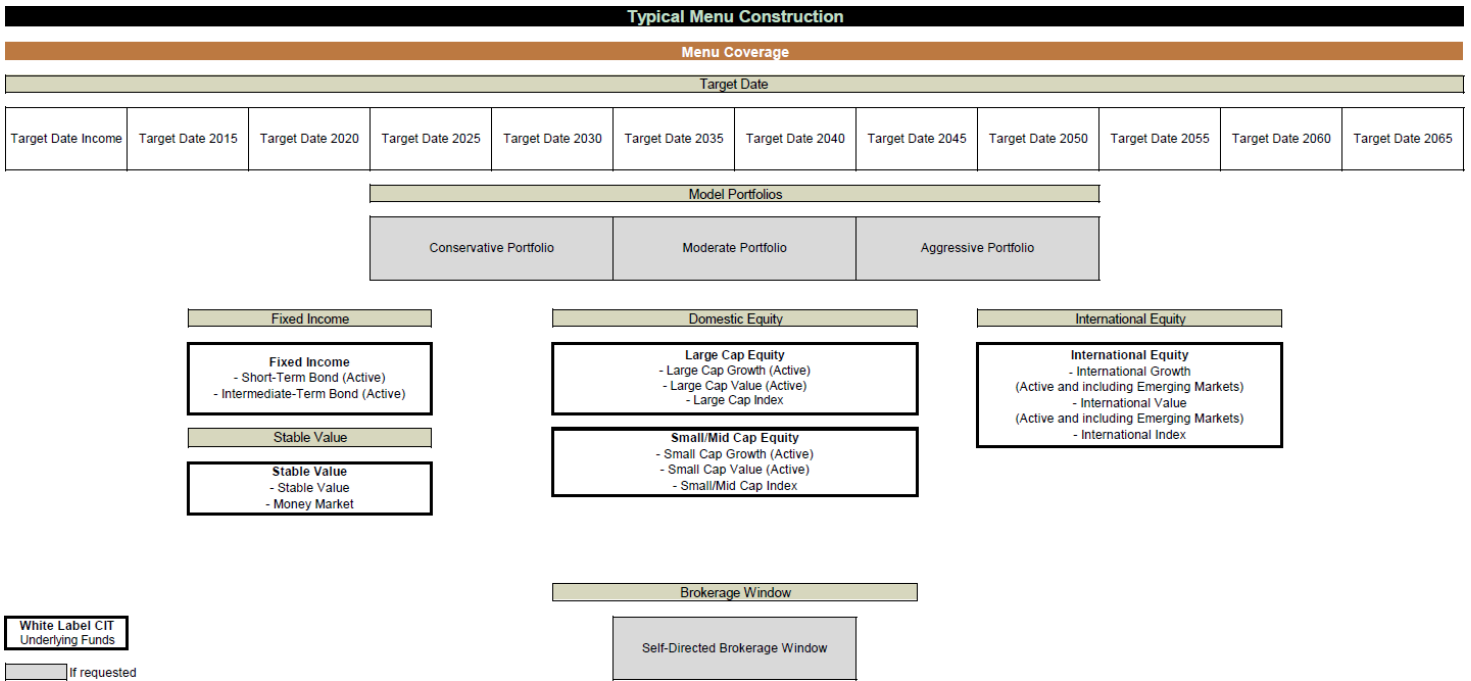 Typical Menu Construction
Menu Coverage
Target Date
Target Date Income
Target Date 2015
Target Date 2020
Target Date 2025
Target Date 2030
Target Date 2035
Target Date 2040
Target Date 2045
Target Date 2050
Target Date 2055
Target Date 2060
Target Date 2065
Model Portfolios
Conservative Portfolio
Moderate Portfolio
Aggressive Portfolio
Fixed Income
Fixed Income
- Short-Term Bond (Active)
- Intermediate-Term Bond (Active)
Stable Value
Stable Value
- Stable Value
- Money Market
Domestic Equity
Large Cap Equity
- Large Cap Growth (Active)
- Large Cap Value (Active)
- Large Cap Index
Small/Mid Cap Equity
- Small Cap Growth (Active)
- Small Cap Value (Active)
- Small/Mid Cap Index
International Equity
International Equity
- International Growth
(Active and including Emerging Markets)
- International Value
(Active and including Emerging Markets)
- International Index
Brokerage Window
Self-Directed Brokerage Window
White Label CIT
Underlying Funds
If requested